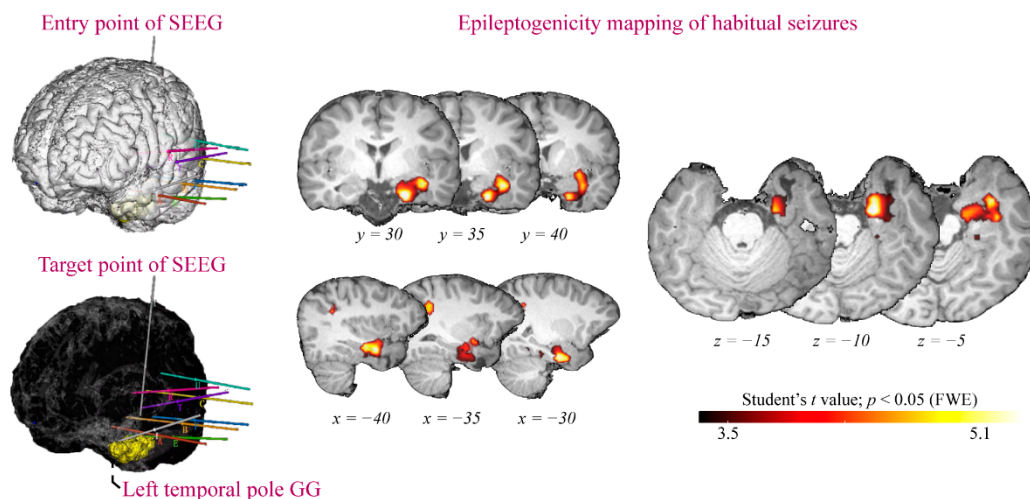 Entry point of SEEG
Epileptogenicity mapping of habitual seizures
y = 30
y = 35
y = 40
Target point of SEEG
z = −15
z = −10
z = −5
x = −40
x = −35
x = −30
Student's t value; p < 0.05 (FWE)
3.5
5.1
T
B
A
E
Left temporal pole GG